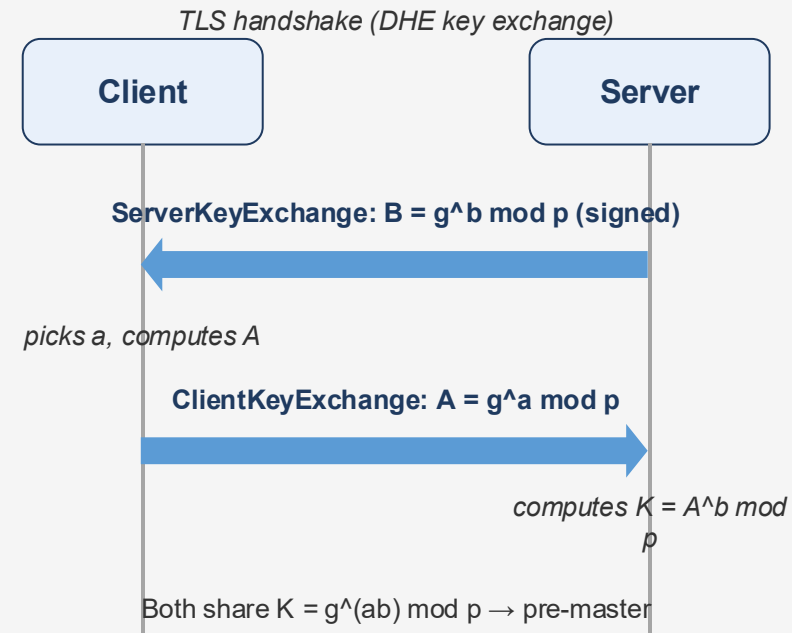 TLS handshake (DHE key exchange)
Client
Server
ServerKeyExchange: B = g^b mod p (signed)
picks a, computes A
ClientKeyExchange: A = g^a mod p
computes K = A^b mod
p
Both share K = g^(ab) mod p → pre-master